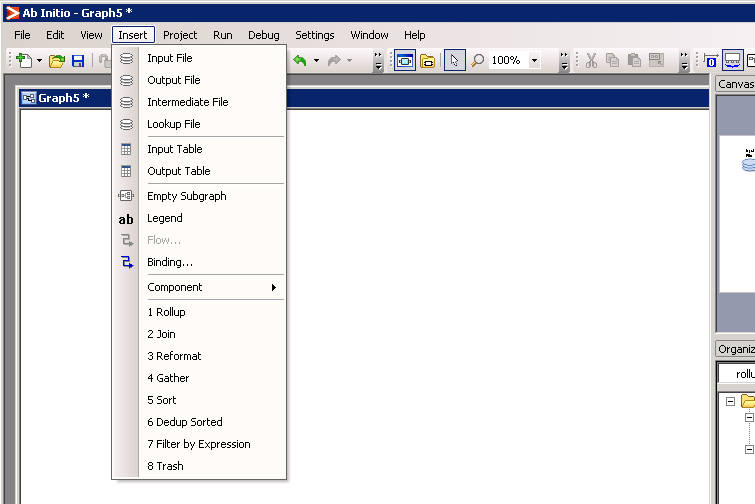 Ab Initio - Graph5 *
File Edit View Insert Project Run Debug Settings Window Help
100%
Graph5 *
Input File
Output File
Intermediate File
Lookup File
Input Table
Output Table
Empty Subgraph
ab Legend
Flow...
Binding...
Component
1 Rollup
2 Join
3 Reformat
4 Gather
5 Sort
6 Dedup Sorted
7 Filter by Expression
8 Trash
Canvas
Organiz
rollu